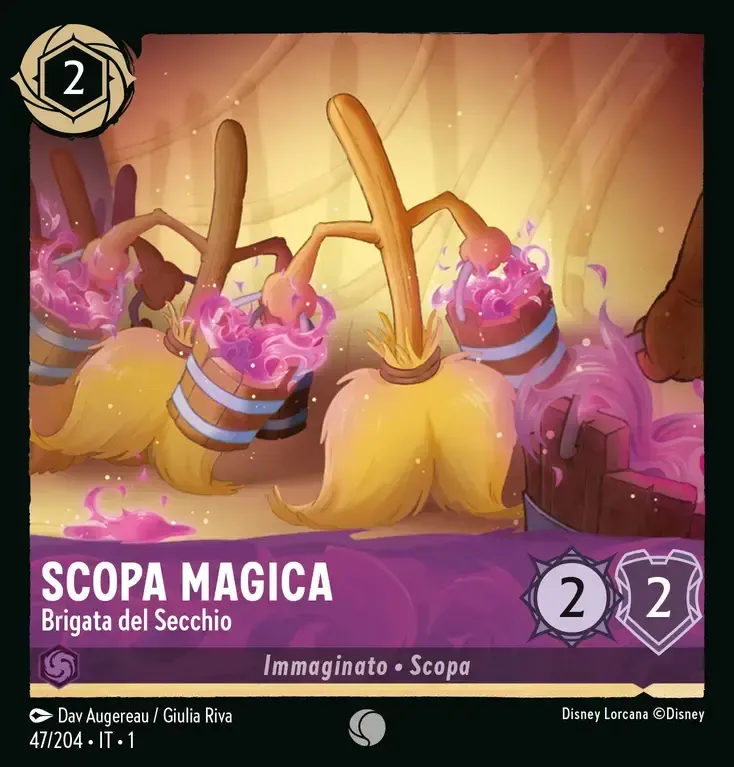 2
SCOPA MAGICA
Brigata del Secchio
2 2
Immaginato • Scopa
Dav Augereau / Giulia Riva
Disney Lorcana ©Disney
47/204 • IT • 1